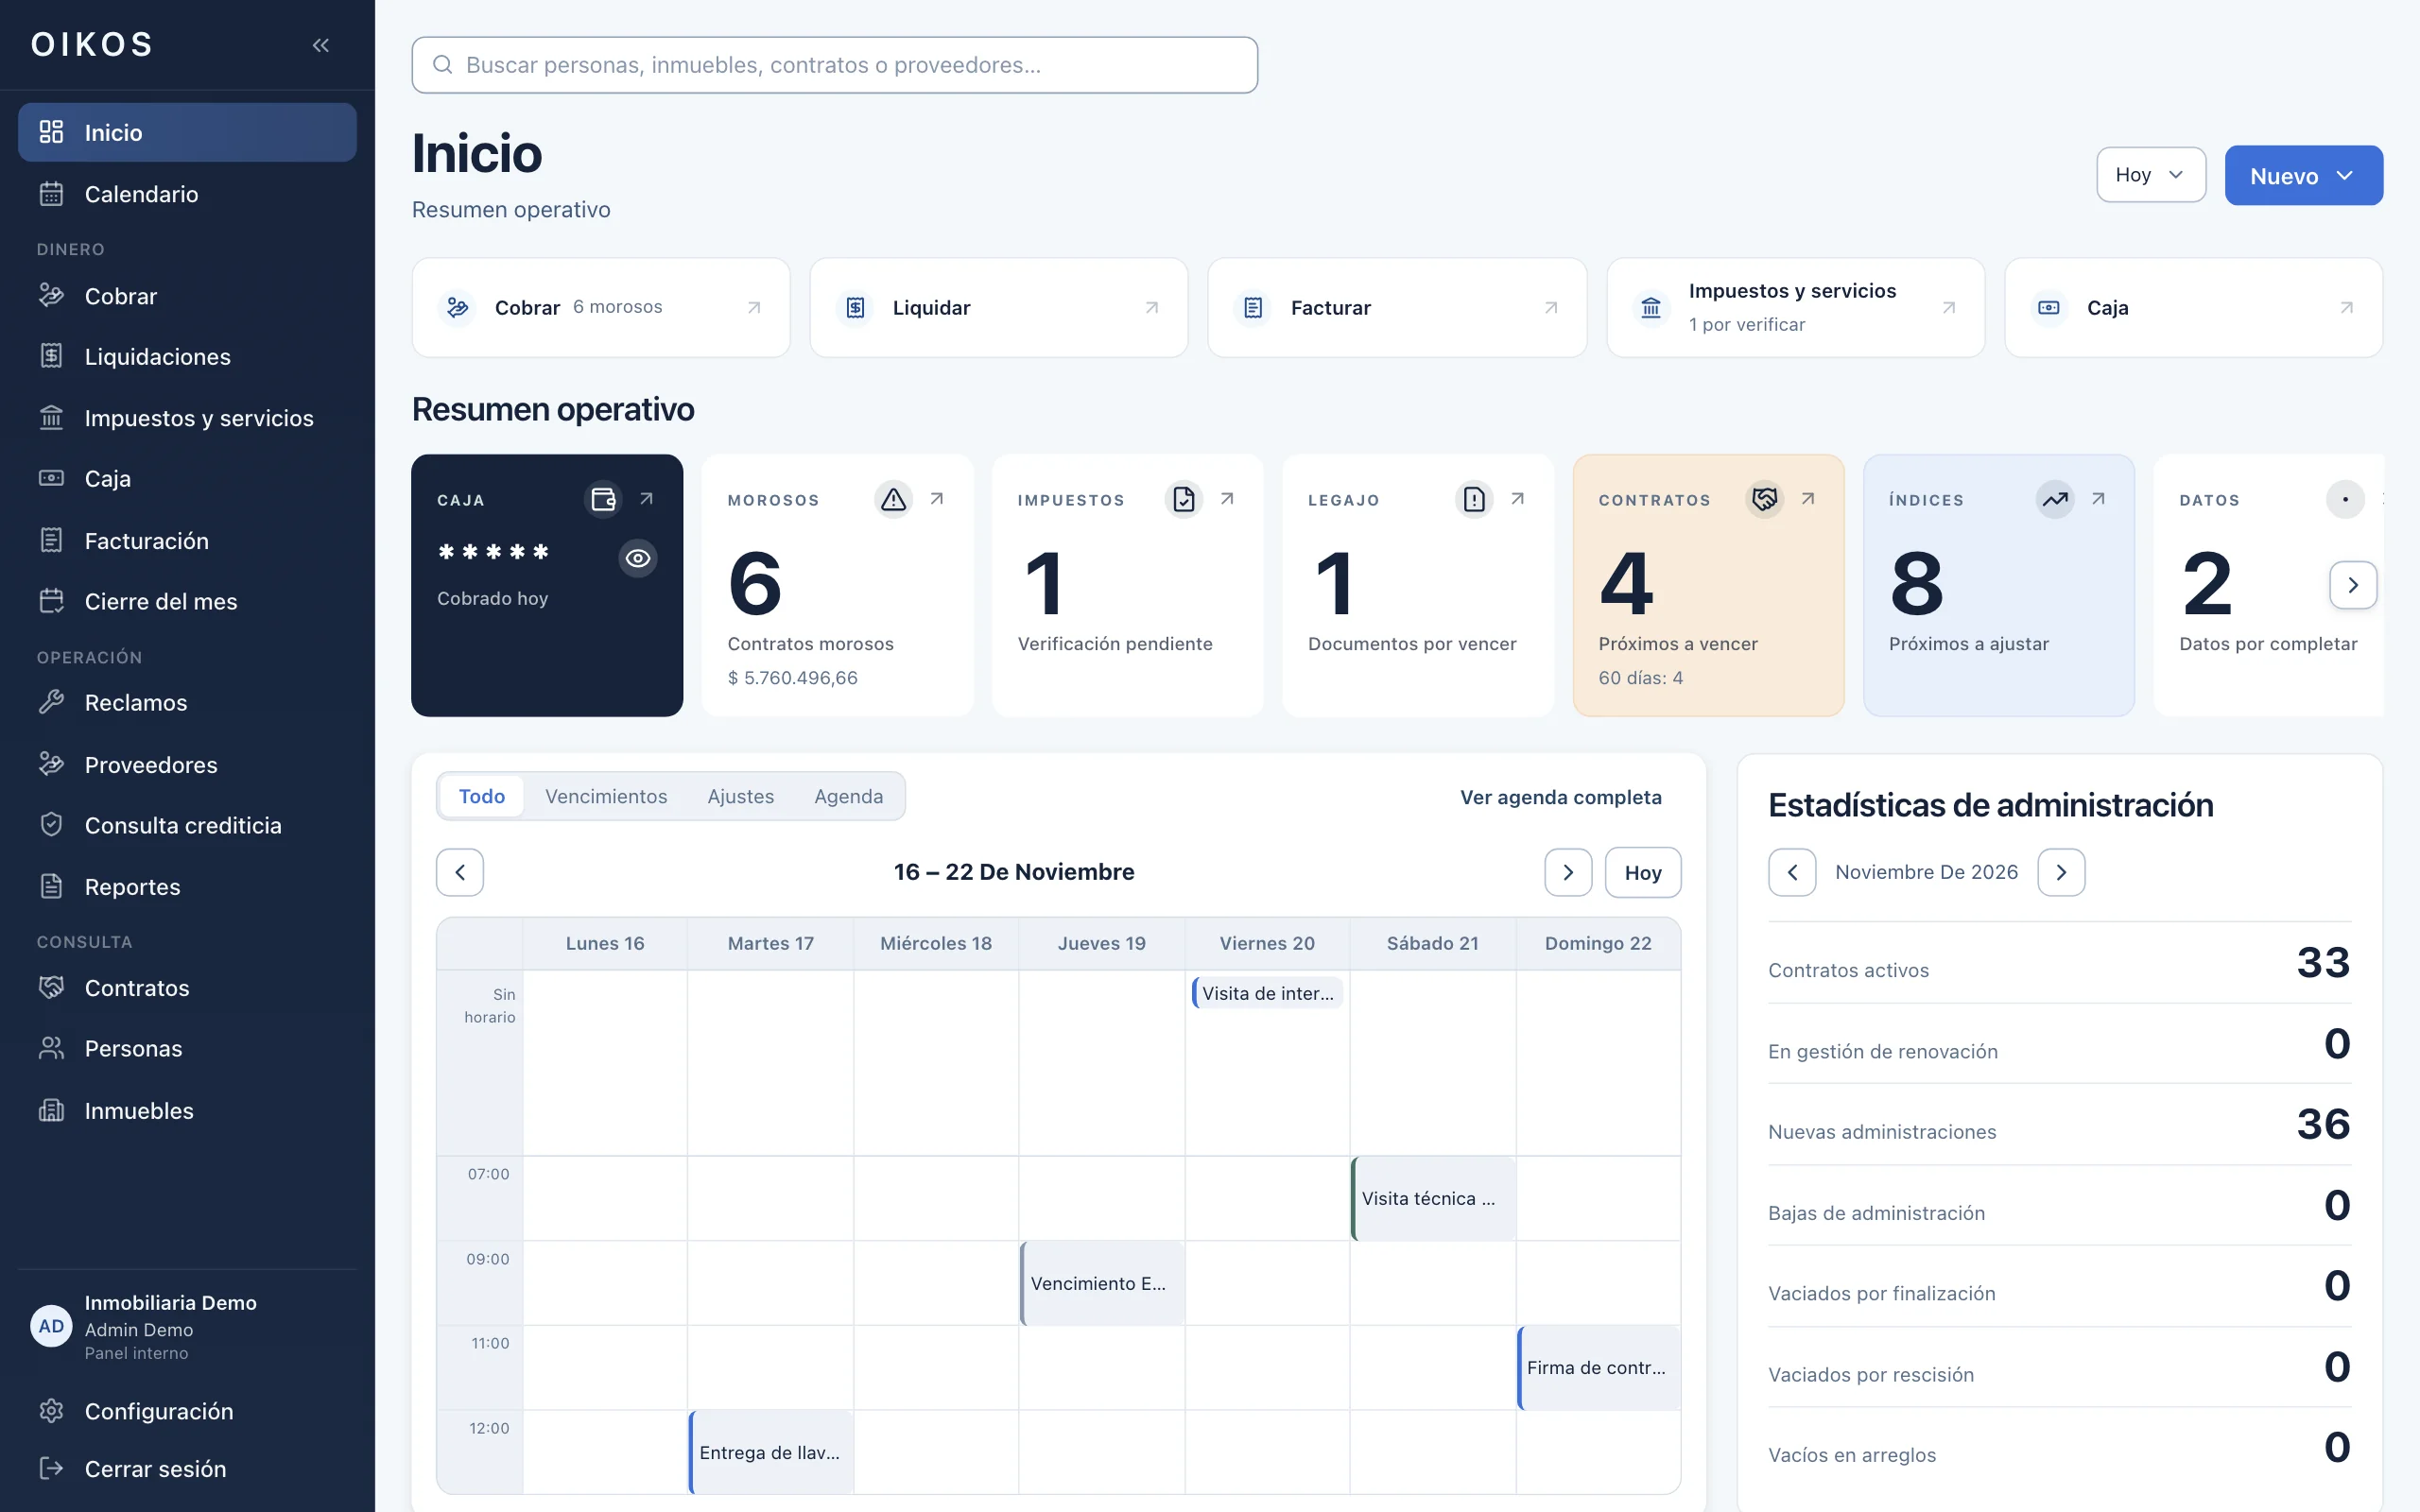 OIKOS
Inicio
Calendario
DINERO
Cobrar
Liquidaciones
Impuestos y servicios
Caja
Facturación
Cierre del mes
OPERACIÓN
Reclamos
Proveedores
Consulta crediticia
Reportes
CONSULTA
Contratos
Personas
Inmuebles
AD
Inmobiliaria Demo
Admin Demo
Panel interno
Configuración
Cerrar sesión
Buscar personas, inmuebles, contratos o proveedores...
Inicio
Resumen operativo
Hoy
Nuevo
Cobrar 6 morosos
Liquidar
Facturar
Impuestos y servicios
1 por verificar
Caja
Resumen operativo
CAJA
*****
Cobrado hoy
MOROSOS
6
Contratos morosos
$ 5.760.496,66
IMPUESTOS
1
Verificación pendiente
LEGAJO
1
Documentos por vencer
CONTRATOS
4
Próximos a vencer
60 días: 4
ÍNDICES
8
Próximos a ajustar
DATOS
2
Datos por completar
Todo Vencimientos Ajustes Agenda
Ver agenda completa
16 – 22 De Noviembre
Hoy
Lunes 16 Martes 17 Miércoles 18 Jueves 19 Viernes 20 Sábado 21 Domingo 22
Sin
horario
Visita de inter...
07:00
Visita técnica ...
09:00
Vencimiento E...
11:00
Firma de contr...
12:00
Entrega de llav...
Estadísticas de administración
Noviembre De 2026
Contratos activos 33
En gestión de renovación 0
Nuevas administraciones 36
Bajas de administración 0
Vaciados por finalización 0
Vaciados por rescisión 0
Vacíos en arreglos 0